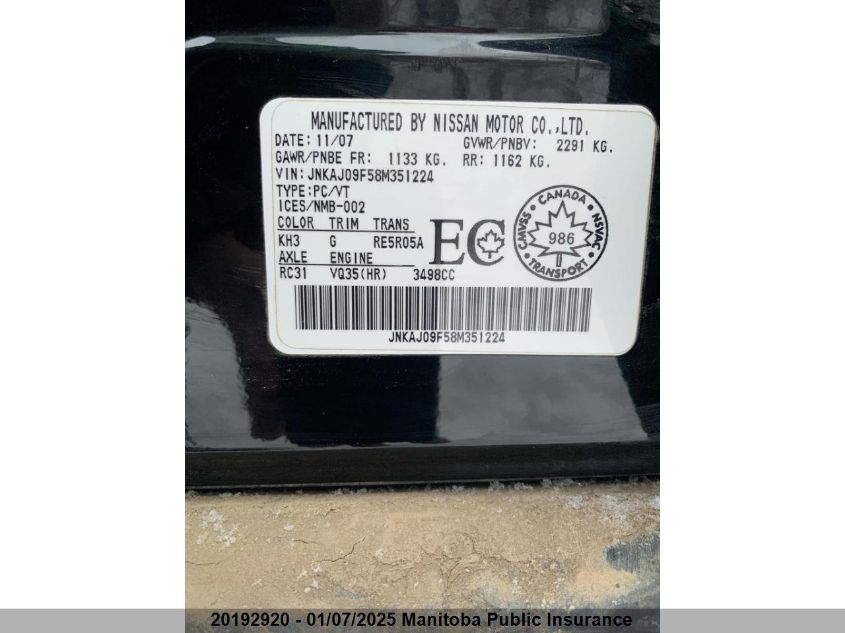 MANUFACTURED BY NISSAN MOTOR CO.,LTD.
DATE: 11/07 GVWR/PNBV: 2291 KG.
GAWR/PNBE FR: 1133 KG. RR: 1162 KG.
VIN: JNKAJ09F58M351224
TYPE:PC/VT
ICES/NMB-002
COLOR TRIM TRANS
KH3 G RE5R05A
AXLE ENGINE
RC31 VQ35(HR) 3498CC
EC
CANADA
CMVSS 986 NSVAC
TRANSPORT
JNKAJ09F58M351224
20192920 - 01/07/2025 Manitoba Public Insurance